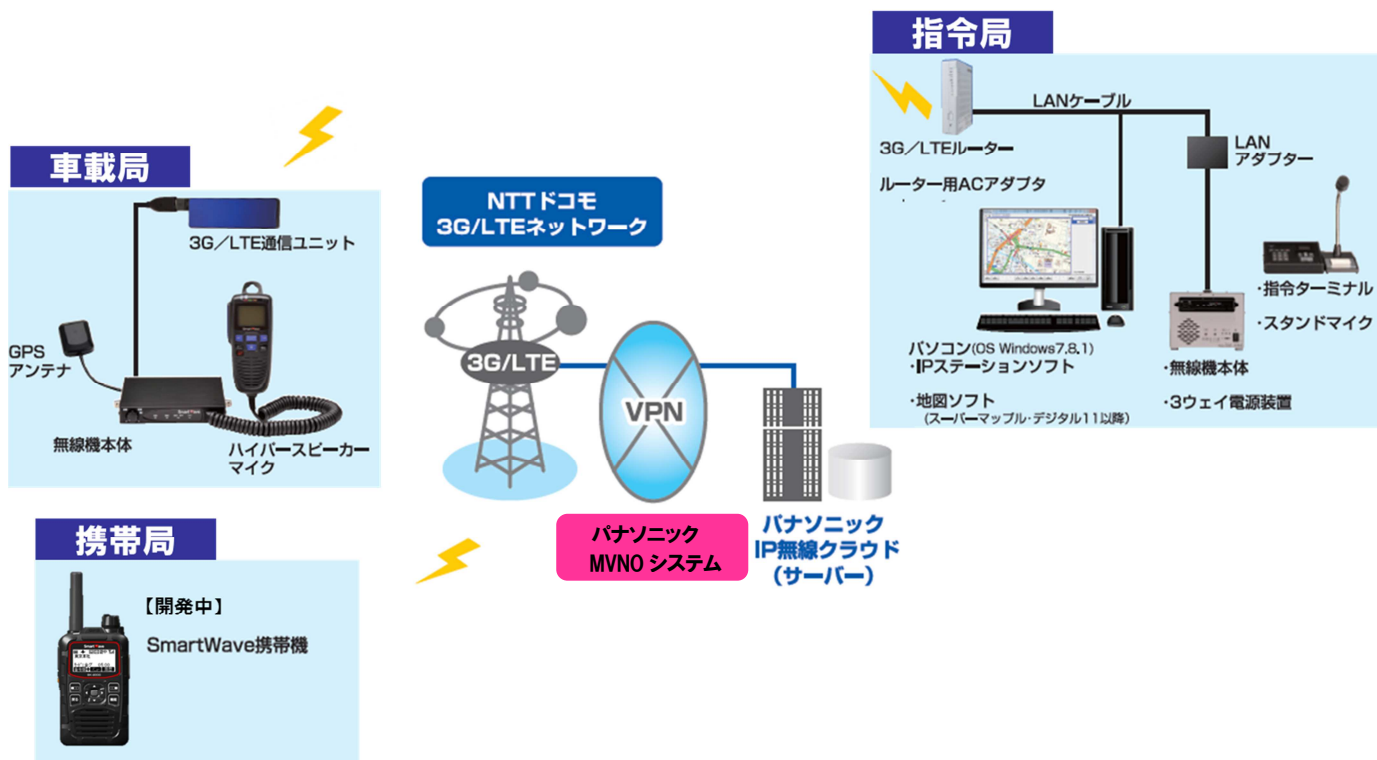 指令局
LANケーブル
3G／LTEルーター
ルーター用ACアダプタ
LAN
アダプター
・指令ターミナル
・スタンドマイク
パソコン(OS Windows7.8.1)
・IPステーションソフト
・地図ソフト
(スーパーマップル・デジタル11以降)
・無線機本体
・3ウェイ電源装置
車載局
3G／LTE通信ユニット
GPS
アンテナ
無線機本体
ハイパースピーカー
マイク
NTTドコモ
3G/LTEネットワーク
3G/LTE
VPN
パナソニック
MVNO システム
パナソニック
IP無線クラウド
（サーバー）
携帯局
【開発中】
SmartWave携帯機